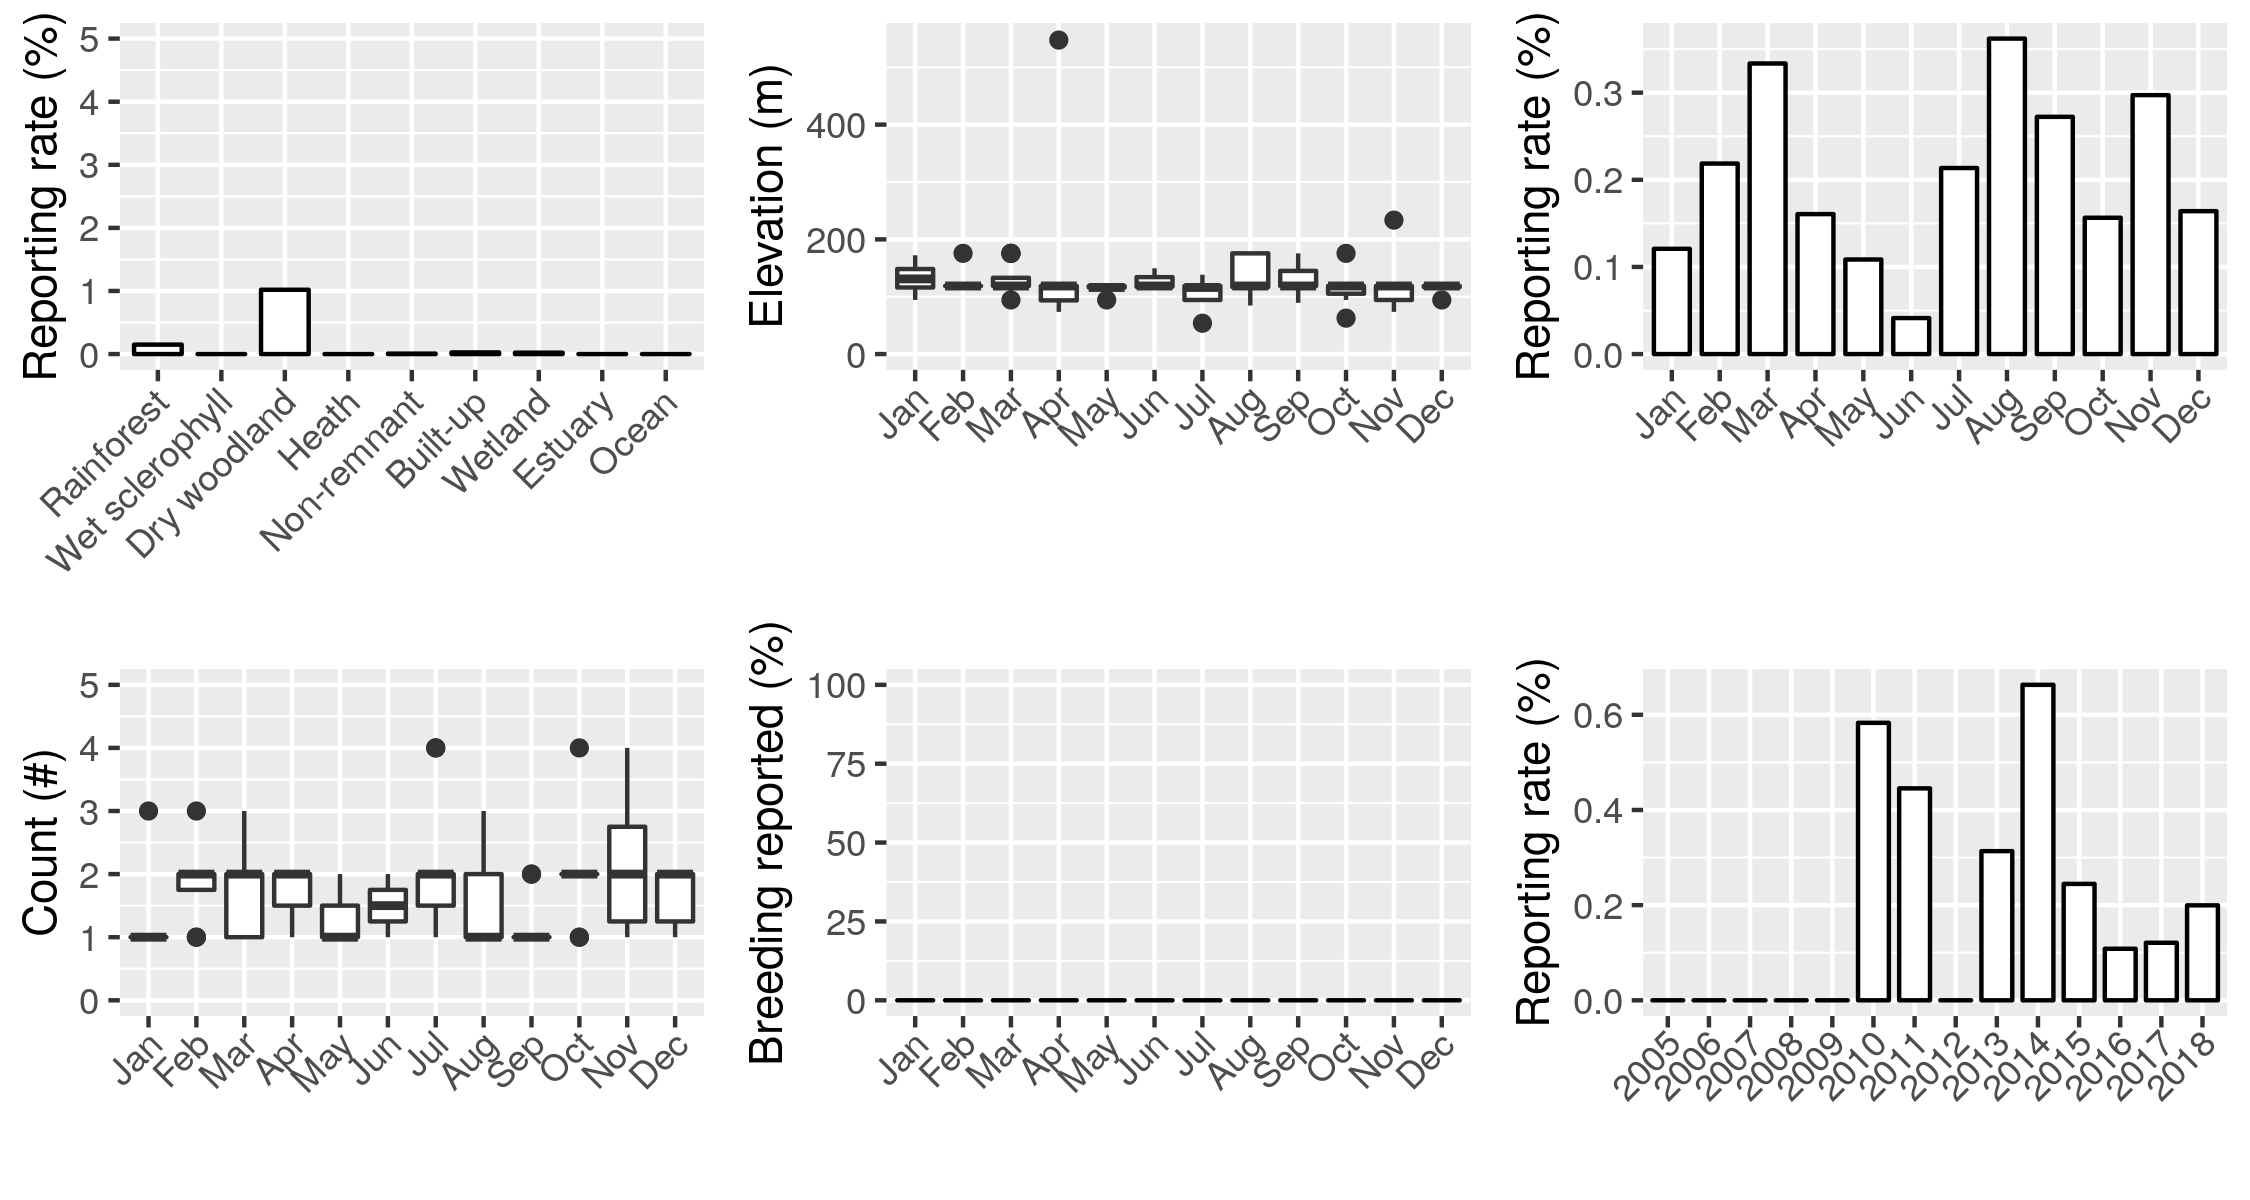 Reporting rate (%)
5
4
3
2
1
0
Rainforest
Wet sclerophyll
Dry woodland
Heath
Non-remnant
Built-up
Wetland
Estuary
Ocean
Elevation (m)
400
200
0
Jan
Feb
Mar
Apr
May
Jun
Jul
Aug
Sep
Oct
Nov
Dec
Reporting rate (%)
0.3
0.2
0.1
0.0
Jan
Feb
Mar
Apr
May
Jun
Jul
Aug
Sep
Oct
Nov
Dec
Count (#)
5
4
3
2
1
0
Jan
Feb
Mar
Apr
May
Jun
Jul
Aug
Sep
Oct
Nov
Dec
Breeding reported (%)
100
75
50
25
0
Jan
Feb
Mar
Apr
May
Jun
Jul
Aug
Sep
Oct
Nov
Dec
Reporting rate (%)
0.6
0.4
0.2
0.0
2005
2006
2007
2008
2009
2010
2011
2012
2013
2014
2015
2016
2017
2018